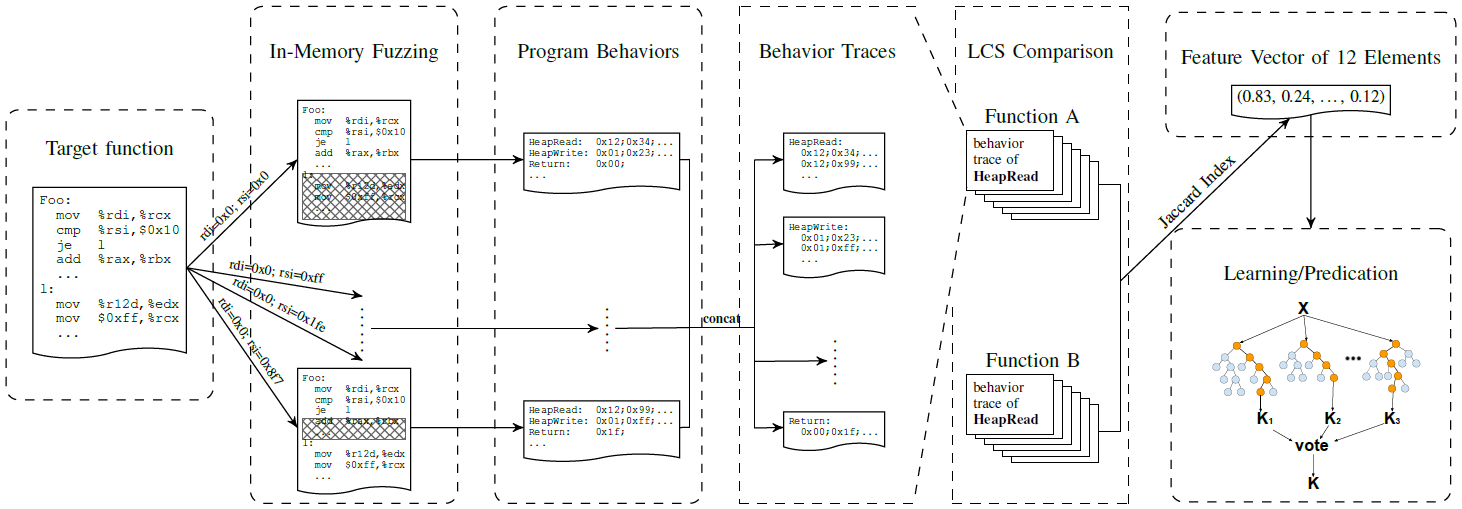 Target function
Foo:
mov %rdi,%rcx
cmp %rsi,$0x10
je l
add %rax,%rbx
...
l:
mov %r12d,%edx
mov $0xff,%rcx
...
rdi=0x0; rsi=0x0
rdi=0x0; rsi=0xff
rdi=0x0; rsi=0x1fe
rdi=0x0; rsi=0x8f7
In-Memory Fuzzing
Foo:
mov %rdi,%rcx
cmp %rsi,$0x10
je l
add %rax,%rbx
...
l:
mov %r12d,%edx
mov $0xff,%rcx
...
Foo:
mov %rdi,%rcx
cmp %rsi,$0x10
je l
add %rax,%rbx
...
l:
mov %r12d,%edx
mov $0xff,%rcx
...
Program Behaviors
HeapRead: 0x12;0x34;...
HeapWrite: 0x01;0x23;...
Return: 0x00;
...
HeapRead: 0x12;0x99;...
HeapWrite: 0x01;0xff;...
Return: 0x1f;
...
concat
Behavior Traces
HeapRead:
0x12;0x34;...
0x12;0x99;...
...
HeapWrite:
0x01;0x23;...
0x01;0xff;...
...
Return:
0x00;0x1f;...
LCS Comparison
Function A
behavior
trace of
HeapRead
Function B
behavior
trace of
HeapRead
Jaccard Index
Feature Vector of 12 Elements
(0.83, 0.24, ..., 0.12)
Learning/Predication
X
...
K1 K2 K3
vote
K